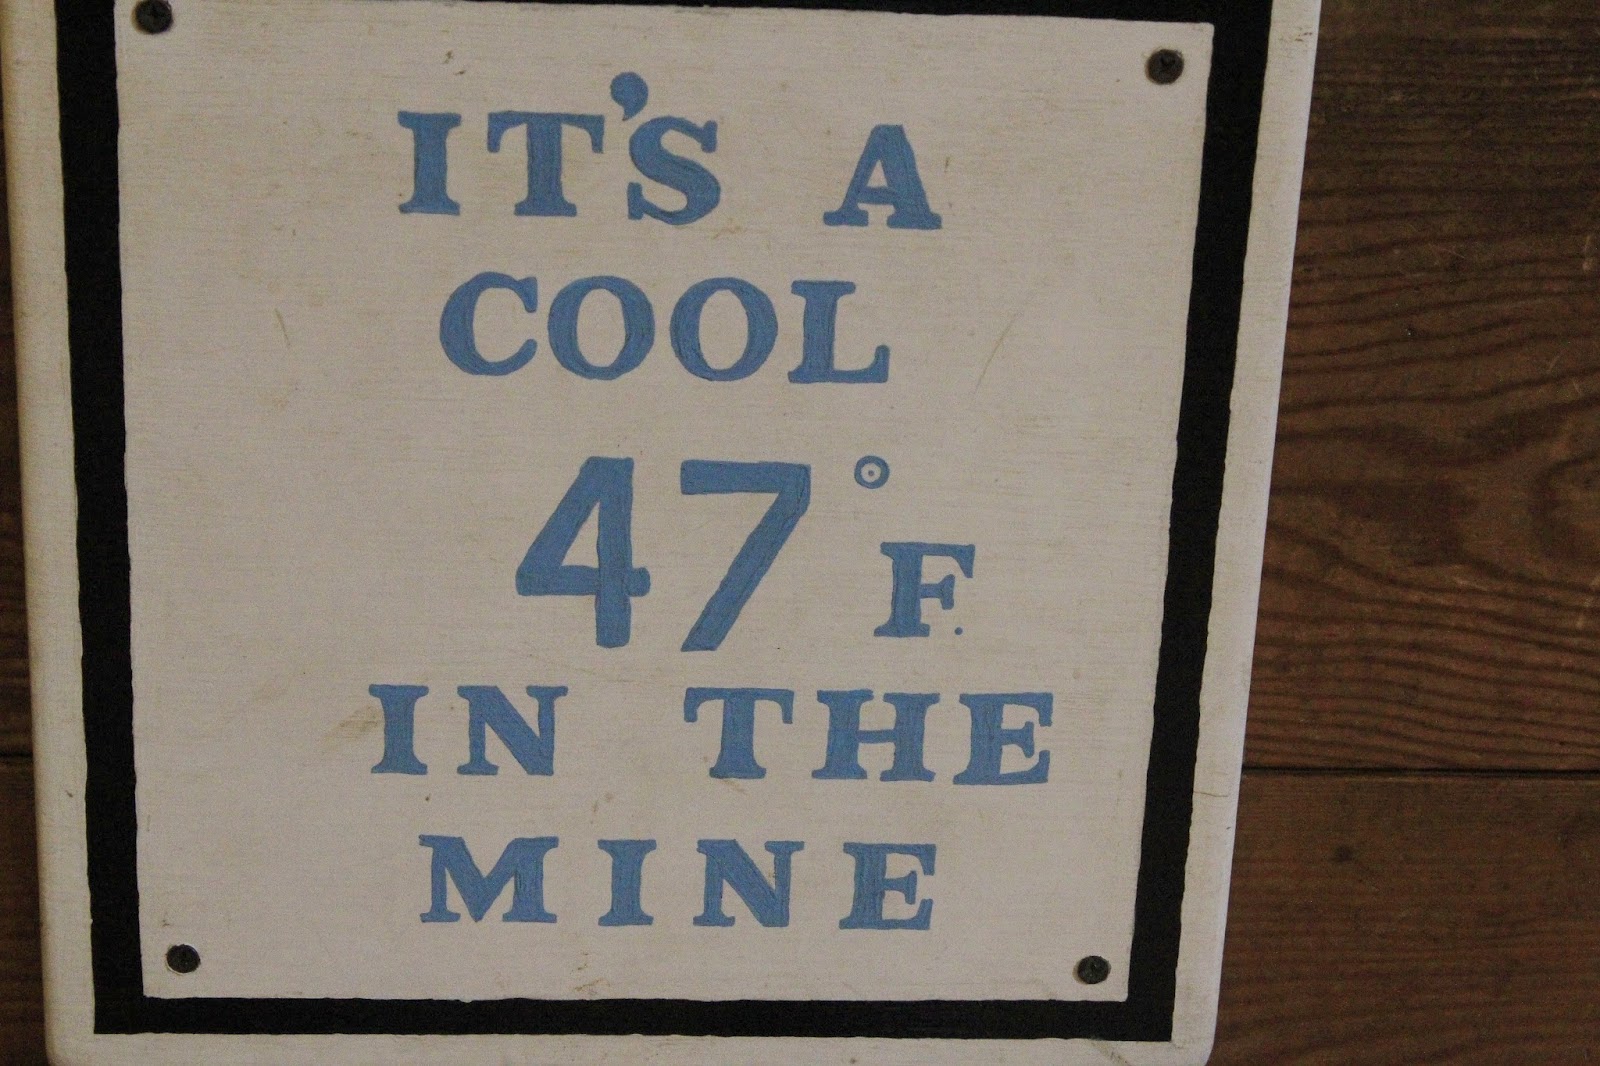 IT'S A
COOL
47° F.
IN THE
MINE